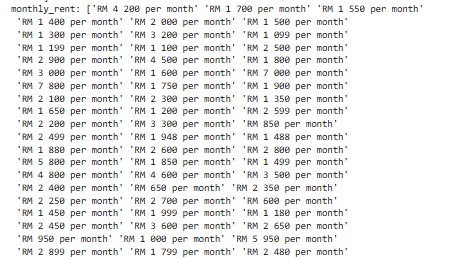 monthly_rent: ['RM 4 200 per month' 'RM 1 700 per month' 'RM 1 550 per month'
'RM 1 400 per month' 'RM 2 000 per month' 'RM 1 500 per month'
'RM 1 300 per month' 'RM 3 200 per month' 'RM 1 099 per month'
'RM 1 199 per month' 'RM 1 100 per month' 'RM 2 500 per month'
'RM 2 900 per month' 'RM 4 500 per month' 'RM 1 800 per month'
'RM 3 000 per month' 'RM 1 600 per month' 'RM 7 000 per month'
'RM 7 800 per month' 'RM 1 750 per month' 'RM 1 900 per month'
'RM 2 100 per month' 'RM 2 300 per month' 'RM 1 350 per month'
'RM 1 650 per month' 'RM 1 200 per month' 'RM 2 599 per month'
'RM 2 200 per month' 'RM 3 300 per month' 'RM 850 per month'
'RM 2 499 per month' 'RM 1 948 per month' 'RM 1 488 per month'
'RM 1 880 per month' 'RM 2 600 per month' 'RM 2 800 per month'
'RM 5 800 per month' 'RM 1 850 per month' 'RM 1 499 per month'
'RM 4 800 per month' 'RM 4 600 per month' 'RM 3 500 per month'
'RM 2 400 per month' 'RM 650 per month' 'RM 2 350 per month'
'RM 2 250 per month' 'RM 2 700 per month' 'RM 600 per month'
'RM 1 450 per month' 'RM 1 999 per month' 'RM 1 180 per month'
'RM 2 450 per month' 'RM 3 600 per month' 'RM 2 650 per month'
'RM 950 per month' 'RM 1 000 per month' 'RM 5 950 per month'
'RM 2 899 per month' 'RM 1 799 per month' 'RM 2 480 per month'